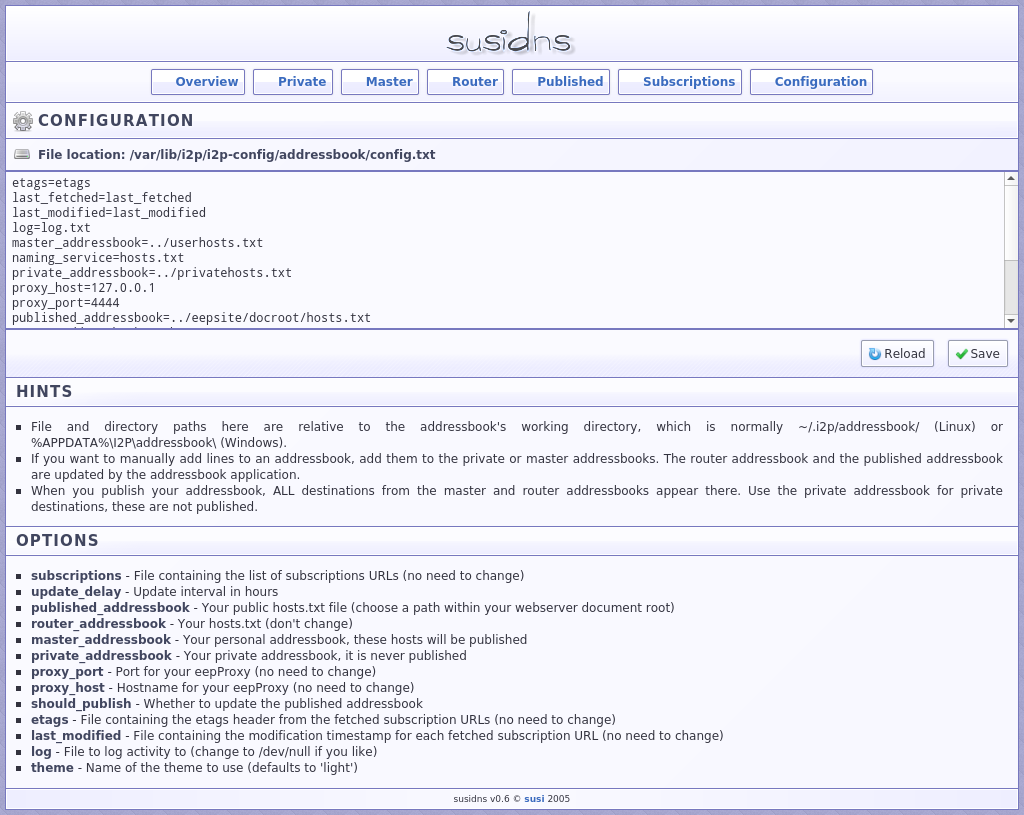 susidns
Overview Private Master Router Published Subscriptions Configuration
CONFIGURATION
File location: /var/lib/i2p/i2p-config/addressbook/config.txt
etags=etags
last_fetched=last_fetched
last_modified=last_modified
log=log.txt
master_addressbook=../userhosts.txt
naming_service=hosts.txt
private_addressbook=../privatehosts.txt
proxy_host=127.0.0.1
proxy_port=4444
published_addressbook=../eepsite/docroot/hosts.txt
Reload Save
HINTS
File and directory paths here are relative to the addressbook's working directory, which is normally ~/.i2p/addressbook/ (Linux) or
%APPDATA%\I2P\addressbook\ (Windows).
If you want to manually add lines to an addressbook, add them to the private or master addressbooks. The router addressbook and the published addressbook
are updated by the addressbook application.
When you publish your addressbook, ALL destinations from the master and router addressbooks appear there. Use the private addressbook for private
destinations, these are not published.
OPTIONS
subscriptions - File containing the list of subscriptions URLs (no need to change)
update_delay - Update interval in hours
published_addressbook - Your public hosts.txt file (choose a path within your webserver document root)
router_addressbook - Your hosts.txt (don't change)
master_addressbook - Your personal addressbook, these hosts will be published
private_addressbook - Your private addressbook, it is never published
proxy_port - Port for your eepProxy (no need to change)
proxy_host - Hostname for your eepProxy (no need to change)
should_publish - Whether to update the published addressbook
etags - File containing the etags header from the fetched subscription URLs (no need to change)
last_modified - File containing the modification timestamp for each fetched subscription URL (no need to change)
log - File to log activity to (change to /dev/null if you like)
theme - Name of the theme to use (defaults to 'light')
susidns v0.6 © susi 2005